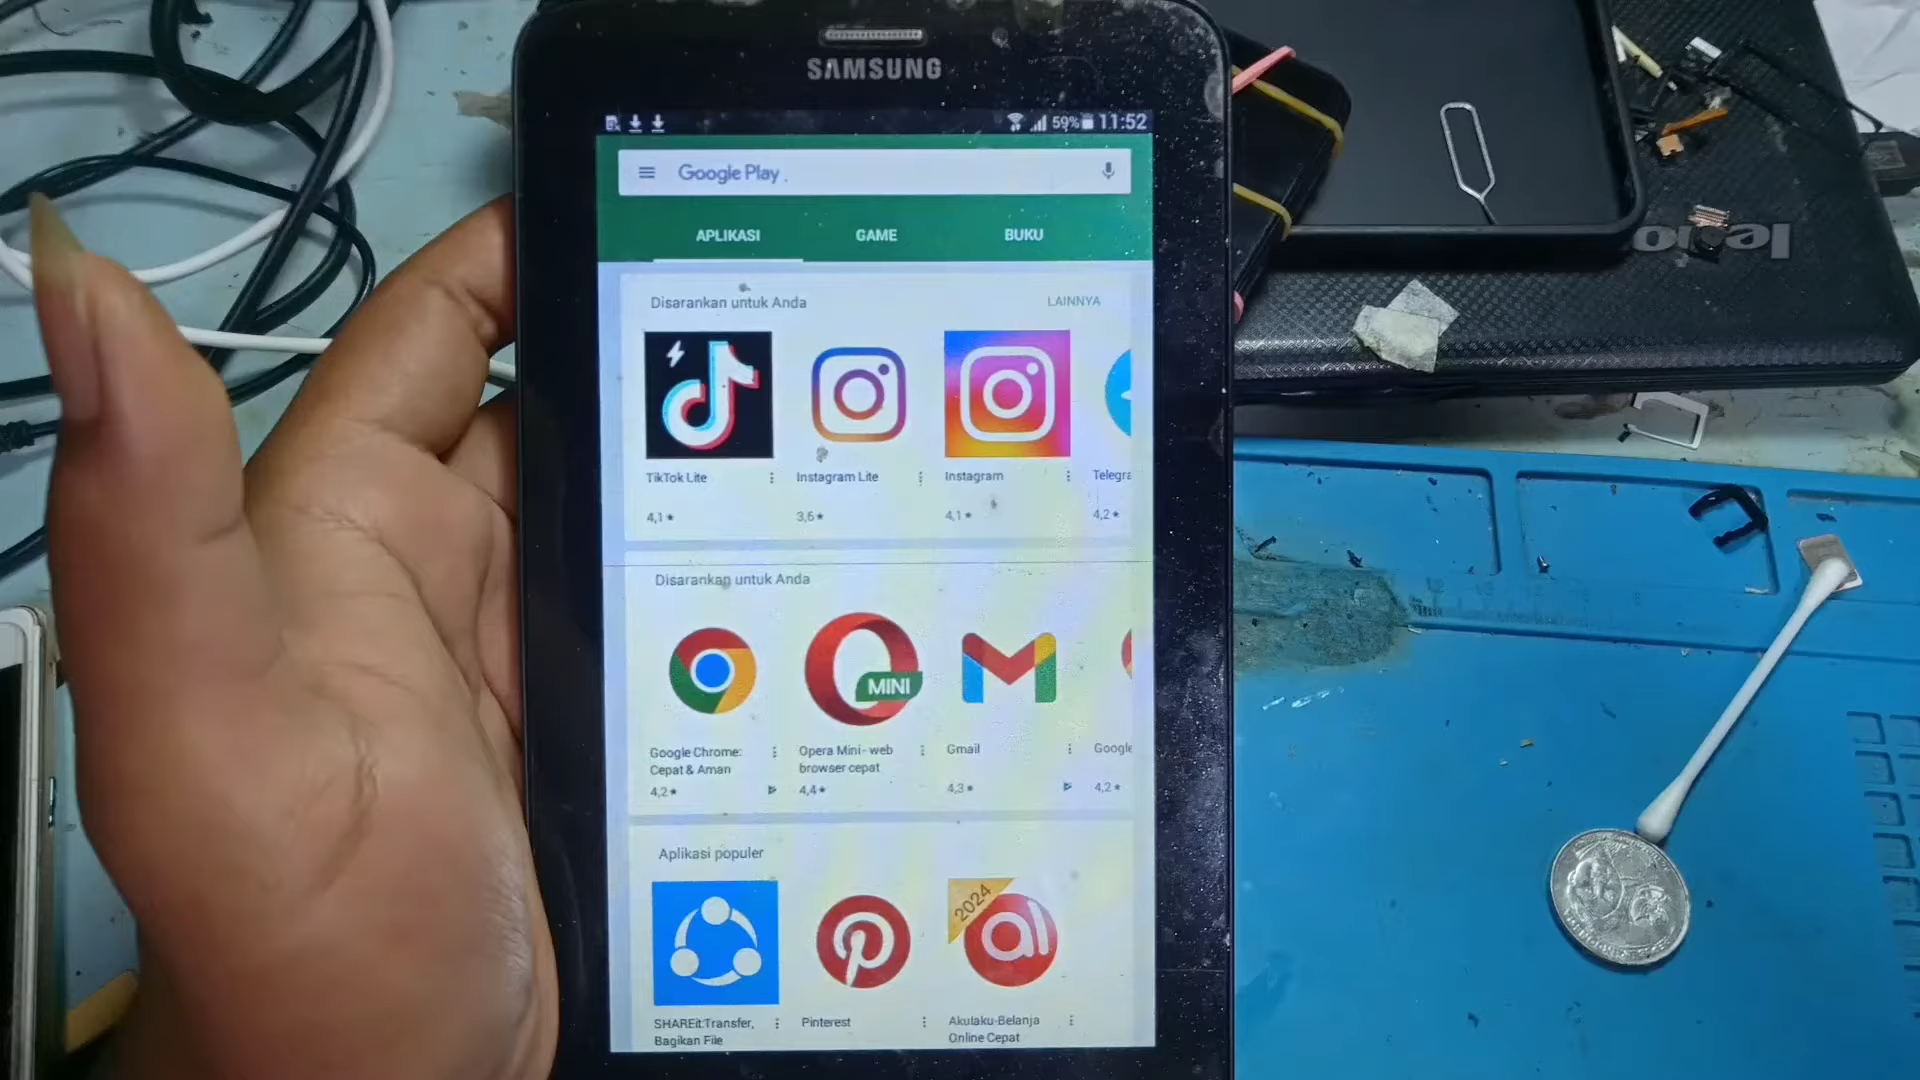 SAMSUNG
59% 11:52
Google Play
APLIKASI GAME BUKU
Disarankan untuk Anda LAINNYA
TikTok Lite Instagram Lite Instagram Telegra
4,1★ 3,6★ 4,1★ 4,2★
Disarankan untuk Anda
MINI
Google Chrome: Opera Mini - web Gmail Google
Cepat & Aman browser cepat
4,2★ 4,4★ 4,3★ 4,2★
Aplikasi populer
2024
al
SHAREit:Transfer, Pinterest Akulaku-Belanja
Bagikan File Online Cepat